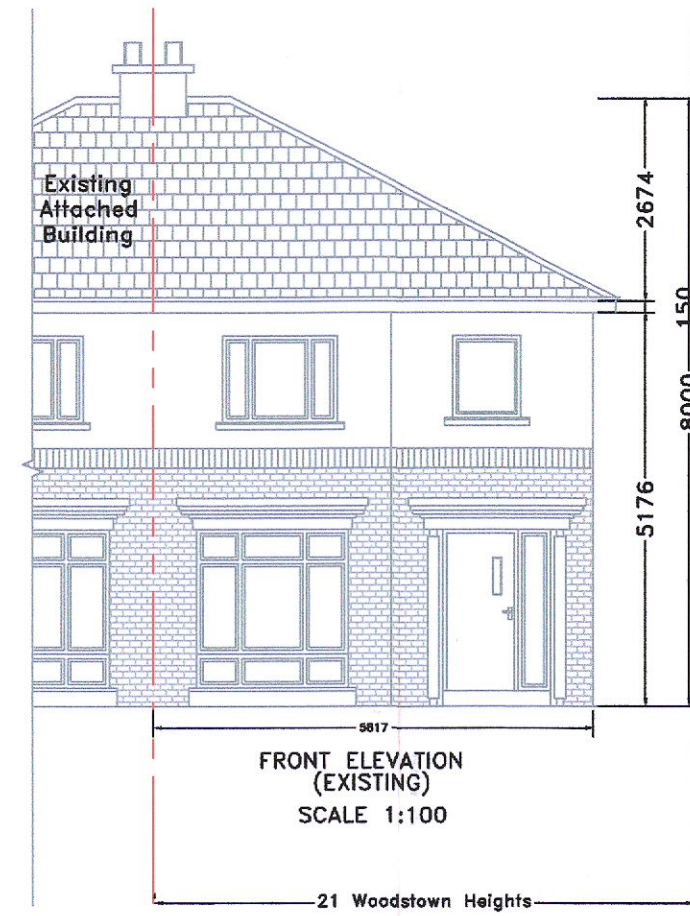 Existing
Attached
Building
2674
150
8000
5176
5817
FRONT ELEVATION
(EXISTING)
SCALE 1:100
21 Woodstown Heights